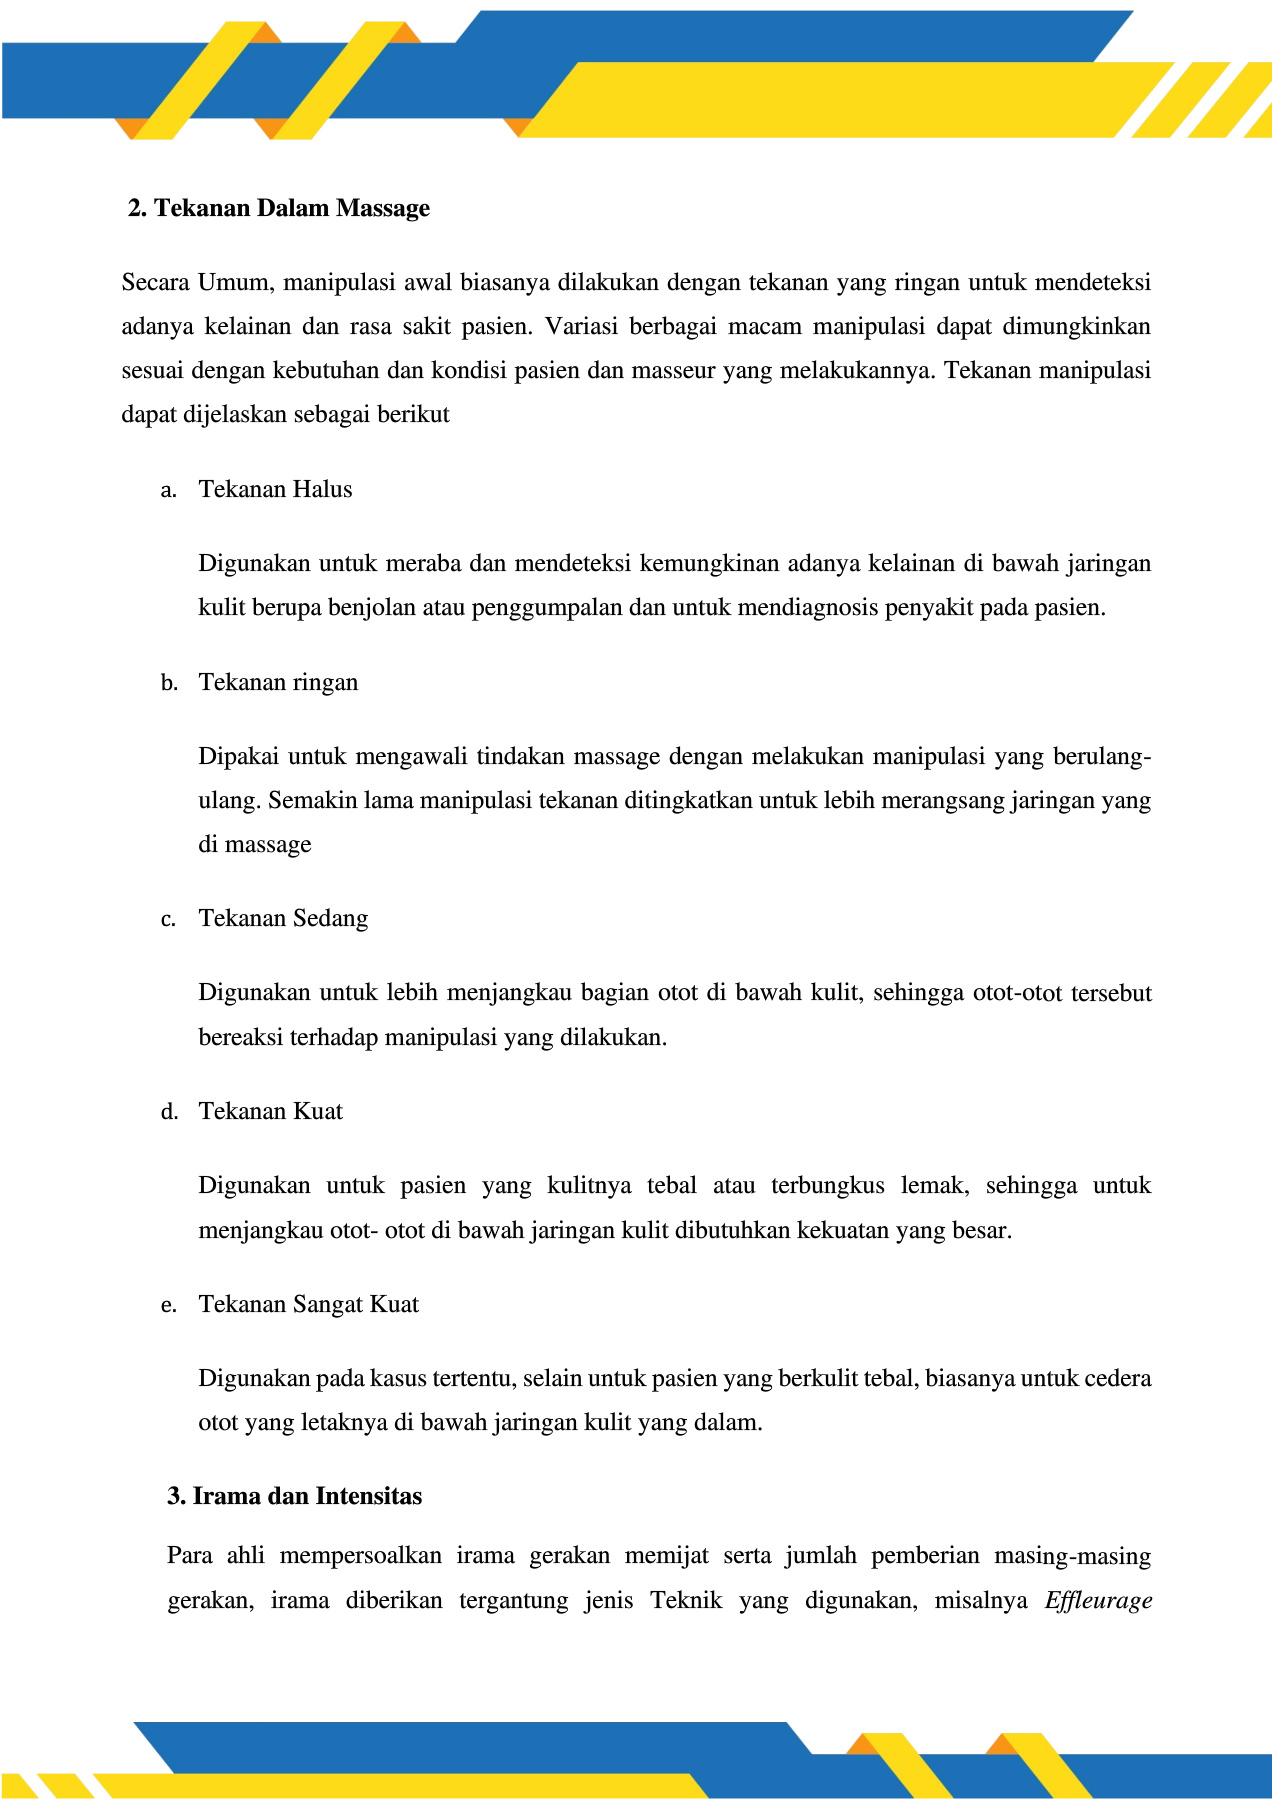 2. Tekanan Dalam Massage
Secara Umum, manipulasi awal biasanya dilakukan dengan tekanan yang ringan untuk mendeteksi
adanya kelainan dan rasa sakit pasien. Variasi berbagai macam manipulasi dapat dimungkinkan
sesuai dengan kebutuhan dan kondisi pasien dan masseur yang melakukannya. Tekanan manipulasi
dapat dijelaskan sebagai berikut
a. Tekanan Halus
Digunakan untuk meraba dan mendeteksi kemungkinan adanya kelainan di bawah jaringan
kulit berupa benjolan atau penggumpalan dan untuk mendiagnosis penyakit pada pasien.
b. Tekanan ringan
Dipakai untuk mengawali tindakan massage dengan melakukan manipulasi yang berulang-
ulang. Semakin lama manipulasi tekanan ditingkatkan untuk lebih merangsang jaringan yang
di massage
c. Tekanan Sedang
Digunakan untuk lebih menjangkau bagian otot di bawah kulit, sehingga otot-otot tersebut
bereaksi terhadap manipulasi yang dilakukan.
d. Tekanan Kuat
Digunakan untuk pasien yang kulitnya tebal atau terbungkus lemak, sehingga untuk
menjangkau otot- otot di bawah jaringan kulit dibutuhkan kekuatan yang besar.
e. Tekanan Sangat Kuat
Digunakan pada kasus tertentu, selain untuk pasien yang berkulit tebal, biasanya untuk cedera
otot yang letaknya di bawah jaringan kulit yang dalam.
3. Irama dan Intensitas
Para ahli mempersoalkan irama gerakan memijat serta jumlah pemberian masing-masing
gerakan, irama diberikan tergantung jenis Teknik yang digunakan, misalnya Effleurage